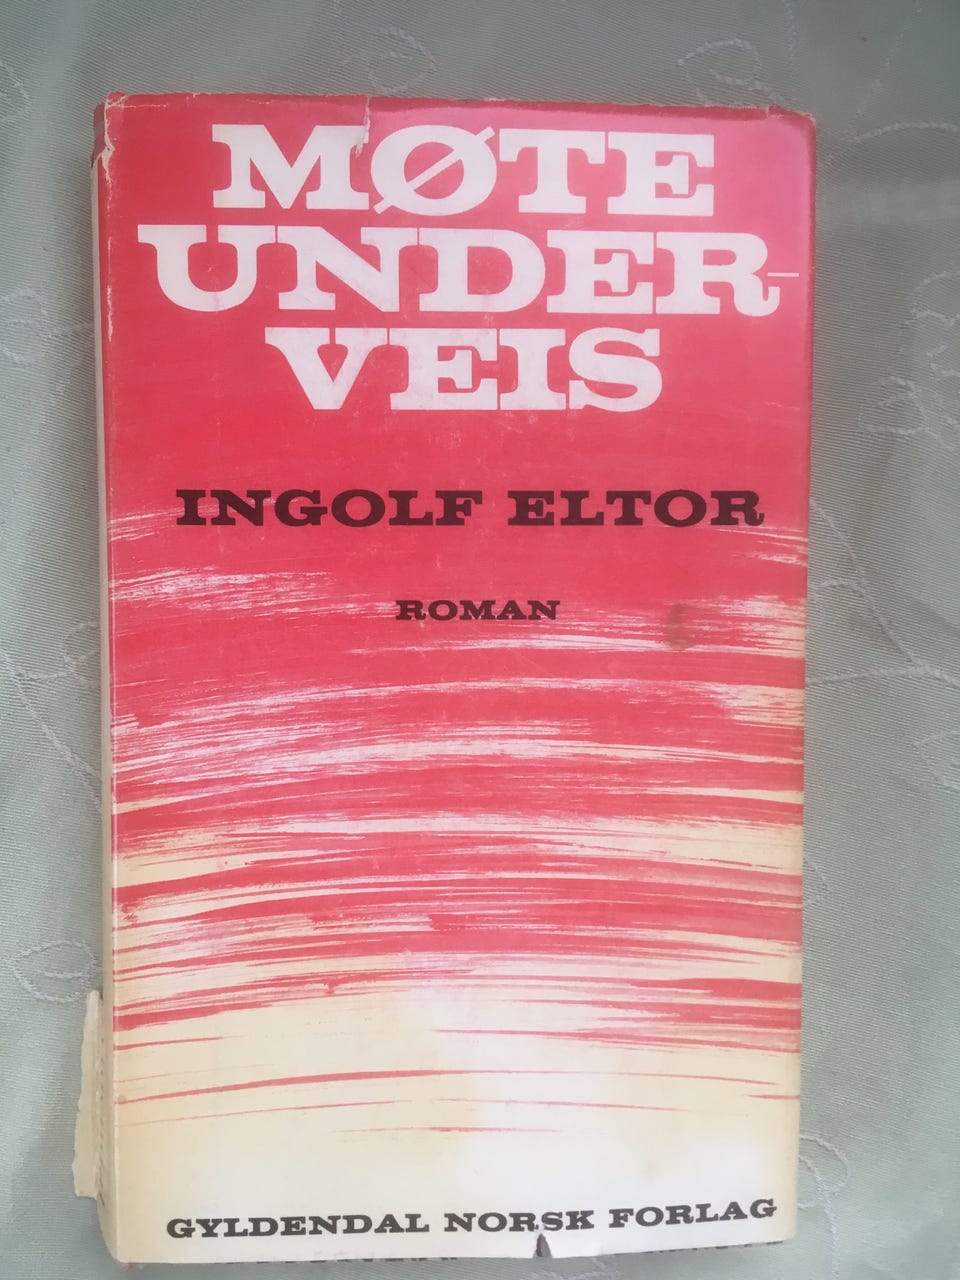 MØTE
UNDER-
VEIS
INGOLF ELTOR
ROMAN
GYLDENDAL NORSK FORLAG